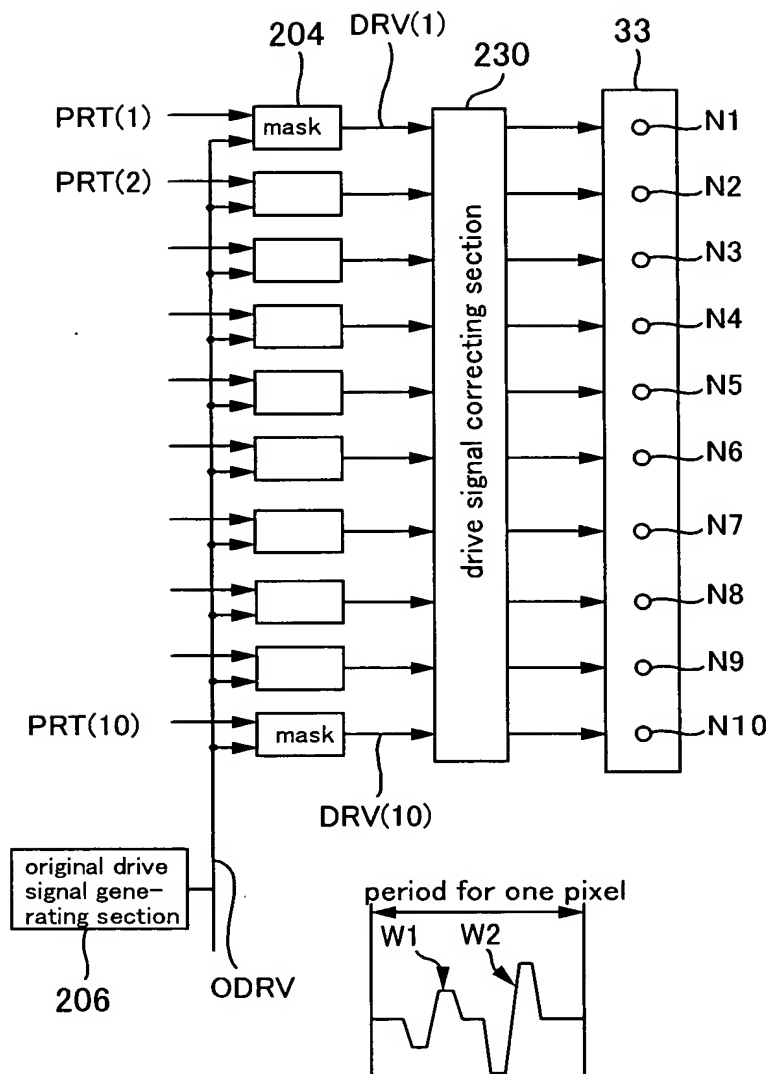 DRV(1)
204
230
33
PRT(1)
mask
N1
PRT(2)
N2
N3
N4
N5
drive signal correcting section
N6
N7
N8
N9
PRT(10)
mask
N10
DRV(10)
original drive
signal gene-
rating section
206
ODRV
period for one pixel
W1
W2